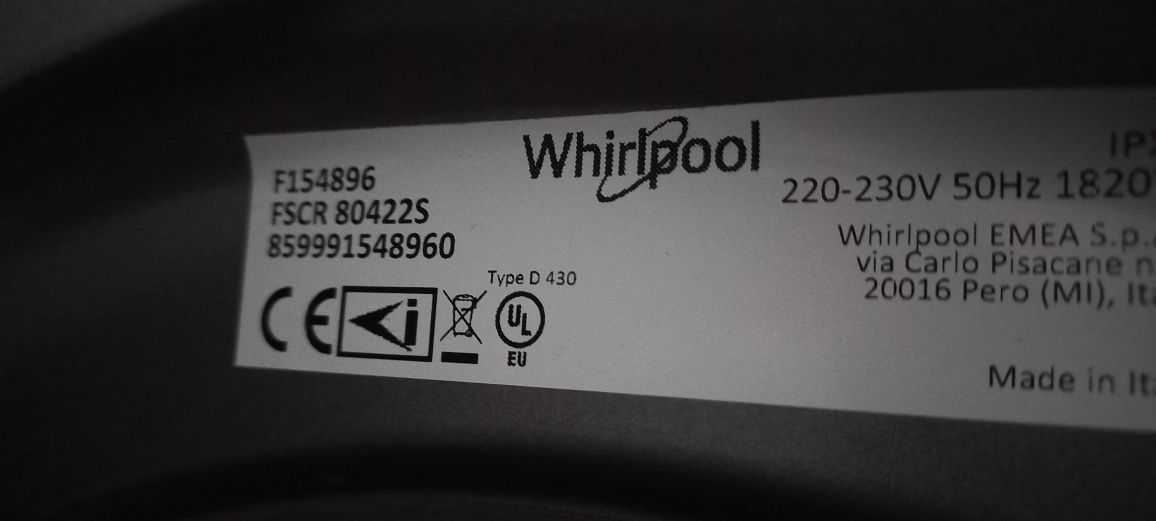 F154896
FSCR 80422S
859991548960
Type D 430
CE
UL
EU
Whirlpool
220-230V 50Hz
Whirlpool EMEA
via Carlo Pisacane
20016 Pero (MI),
Made in